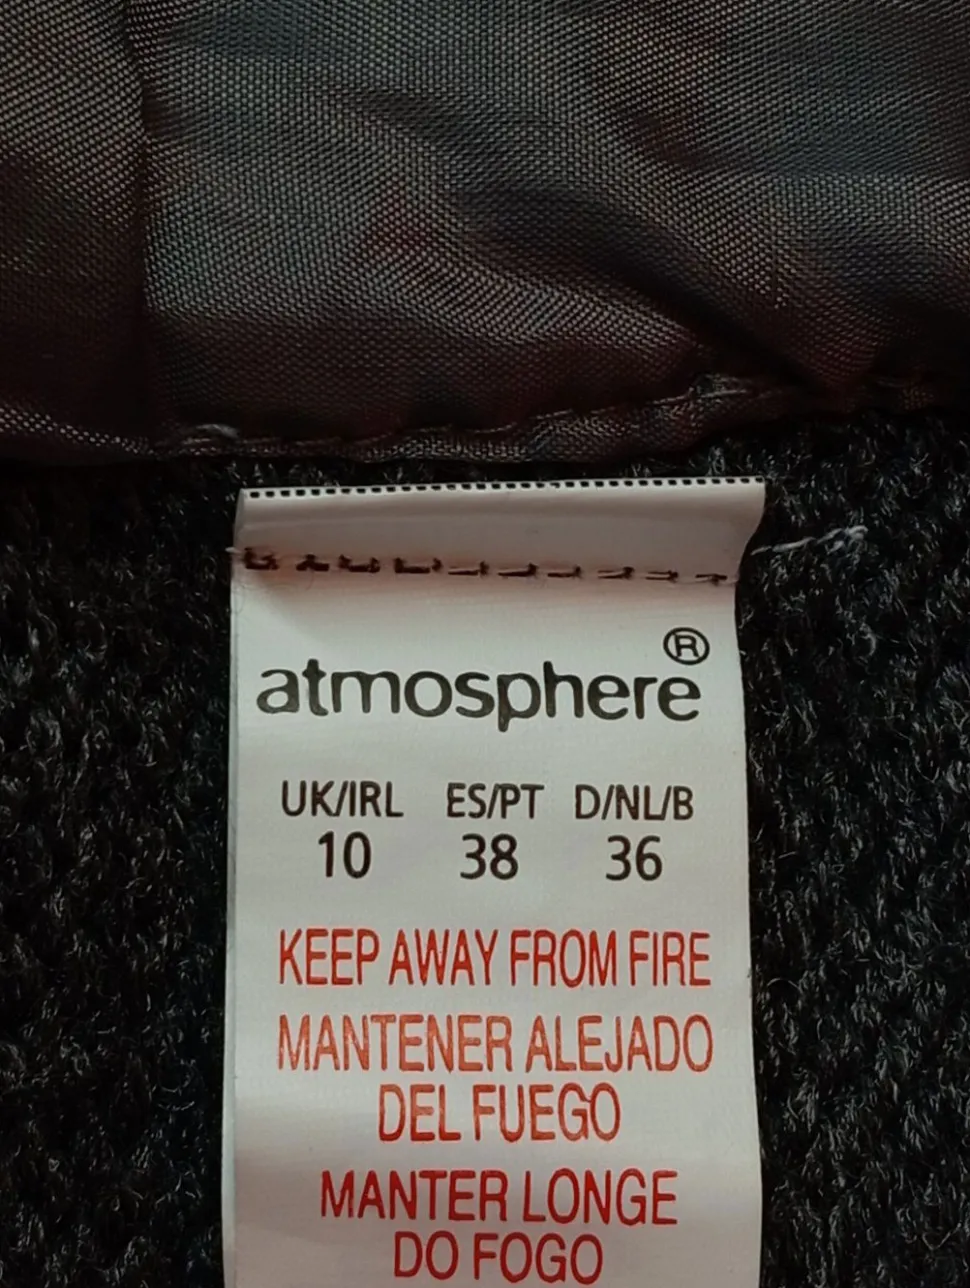 atmosphere®
UK/IRL ES/PT D/NL/B
10 38 36
KEEP AWAY FROM FIRE
MANTENER ALEJADO
DEL FUEGO
MANTER LONGE
DO FOGO